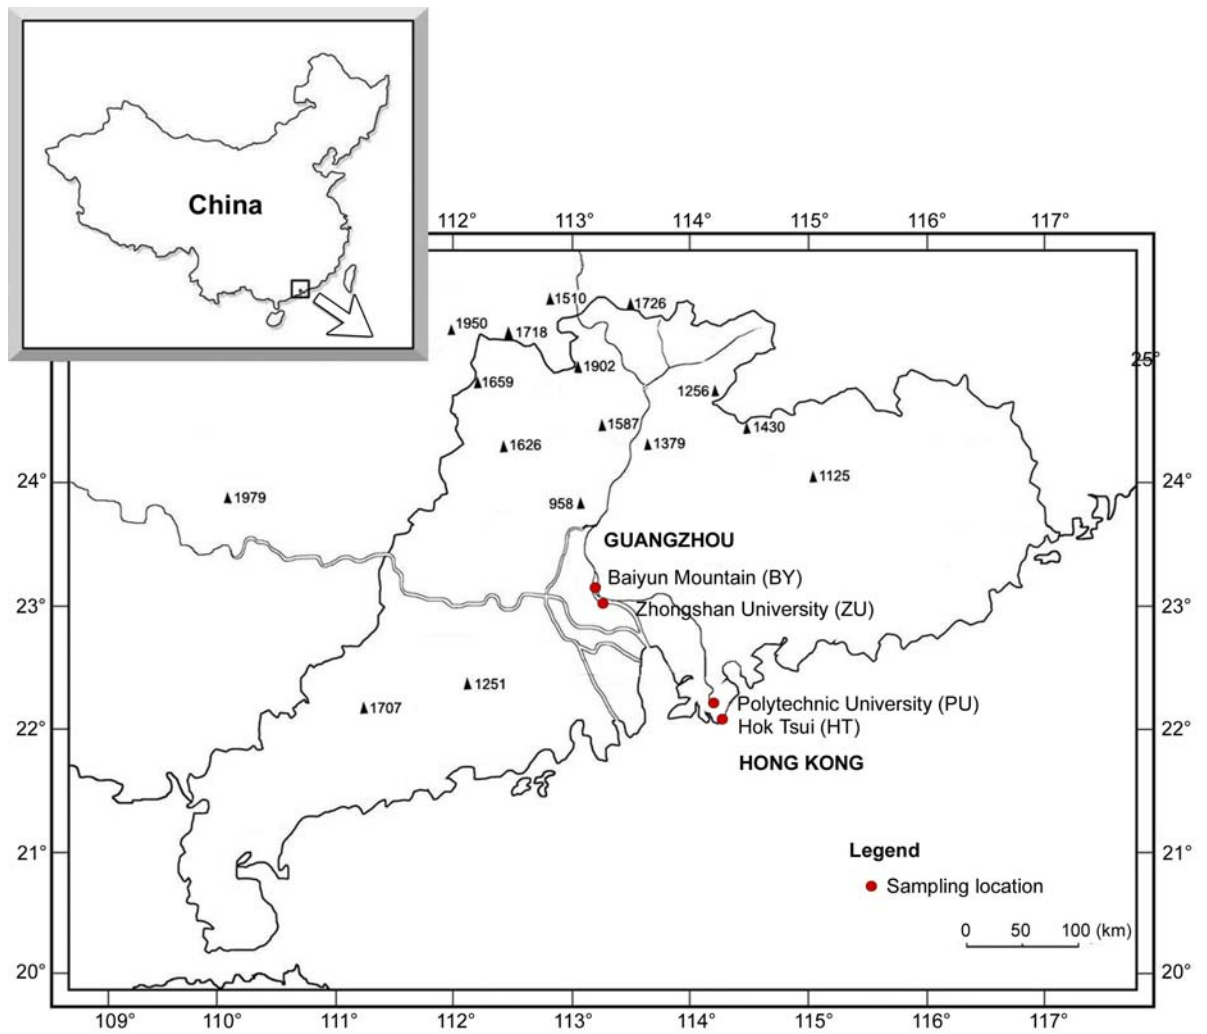 China
112° 113° 114° 115° 116° 117°
1510 1726
1950 1718
25°
1902
1659 1256
1587 1430
1626 1379
1125
24° 24°
1979
958
GUANGZHOU
Baiyun Mountain (BY)
23° Zhongshan University (ZU) 23°
1251
1707 Polytechnic University (PU)
22° Hok Tsui (HT) 22°
HONG KONG
21° Legend 21°
Sampling location
0 50 100 (km)
20° 20°
109° 110° 111° 112° 113° 114° 115° 116° 117°